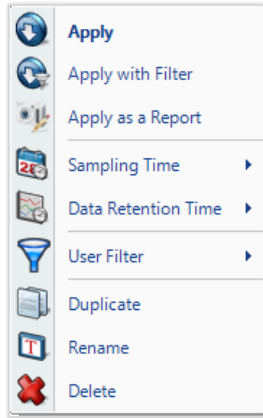 Apply
Apply with Filter
Apply as a Report
Sampling Time
Data Retention Time
User Filter
Duplicate
Rename
Delete